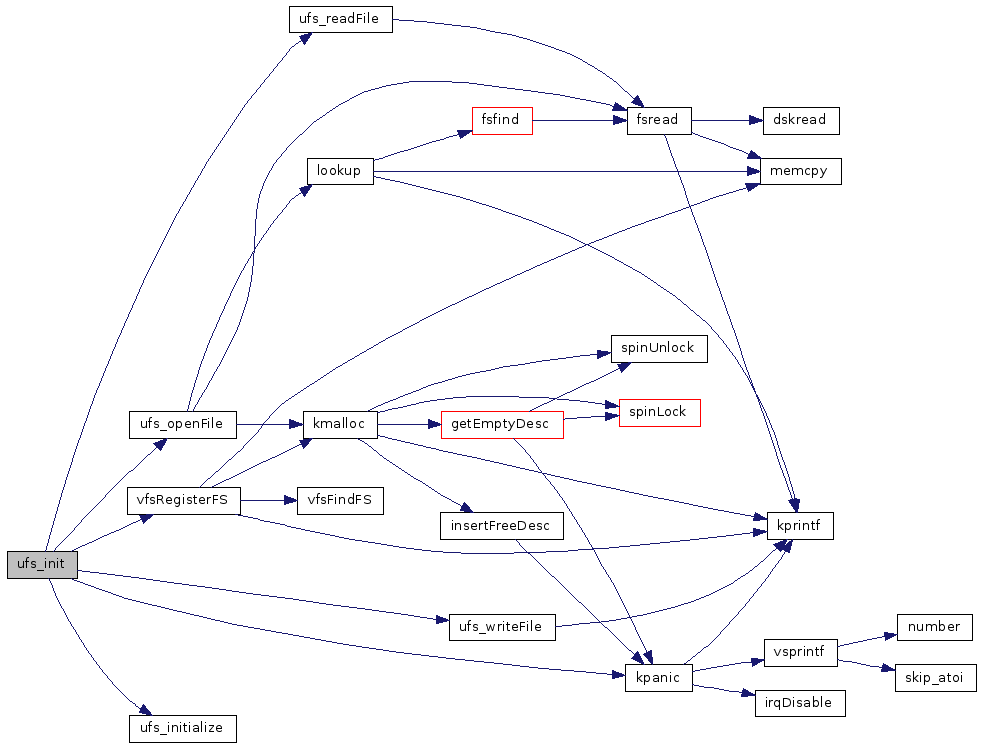 ufs_readFile
fsfind
fsread
dskread
lookup
memcpy
spinUnlock
spinLock
ufs_openFile
kmalloc
getEmptyDesc
vfsRegisterFS
vfsFindFS
insertFreeDesc
kprintf
ufs_init
ufs_writeFile
number
vsprintf
kpanic
skip_atoi
irqDisable
ufs_initialize